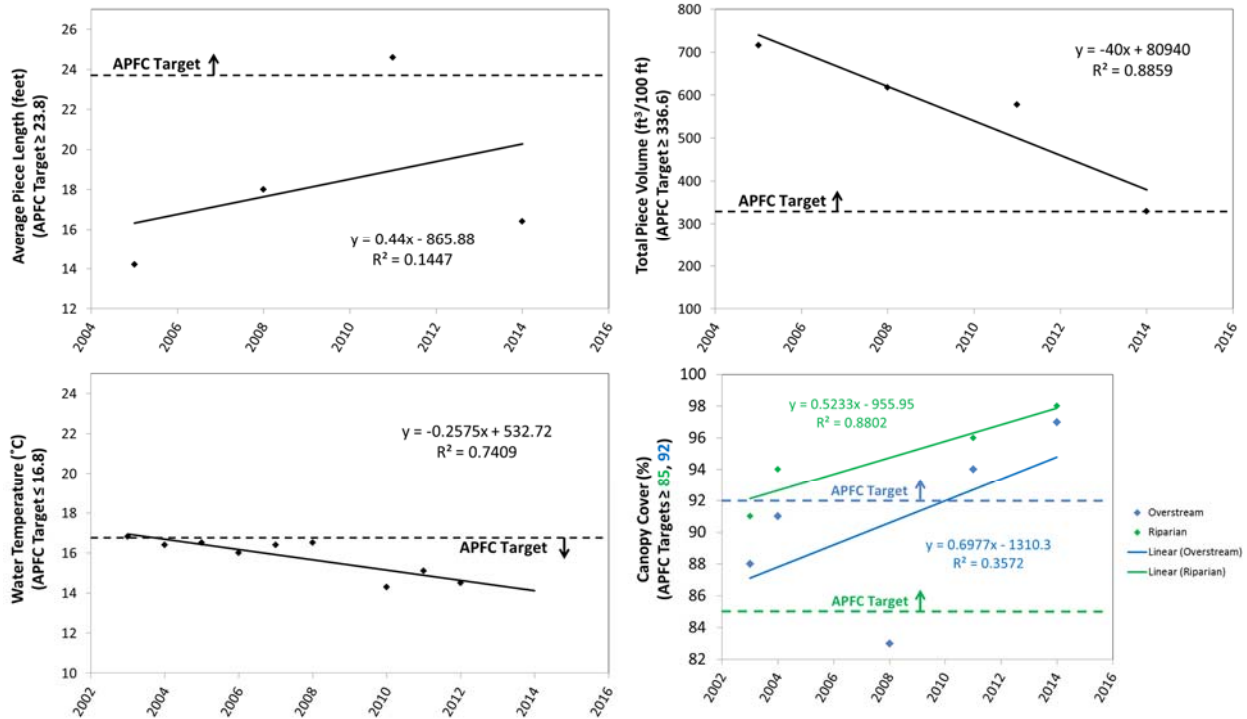 Average Piece Length (feet)
(APFC Target ≥ 23.8)
26
24
22
20
18
16
14
12
APFC Target
y = 0.44x - 865.88
R² = 0.1447
2004
2006
2008
2010
2012
2014
2016
Total Piece Volume (ft³/100 ft)
(APFC Target ≥ 336.6)
800
700
600
500
400
300
200
100
y = -40x + 80940
R² = 0.8859
APFC Target
2004
2006
2008
2010
2012
2014
2016
Water Temperature (˚C)
(APFC Target ≤ 16.8)
24
22
20
18
16
14
12
10
y = -0.2575x + 532.72
R² = 0.7409
APFC Target
2002
2004
2006
2008
2010
2012
2014
2016
Canopy Cover (%)
(APFC Targets ≥ 85, 92)
100
98
96
94
92
90
88
86
84
82
y = 0.5233x - 955.95
R² = 0.8802
APFC Target
y = 0.6977x - 1310.3
R² = 0.3572
APFC Target
2002
2004
2006
2008
2010
2012
2014
2016
Overstream
Riparian
Linear (Overstream)
Linear (Riparian)